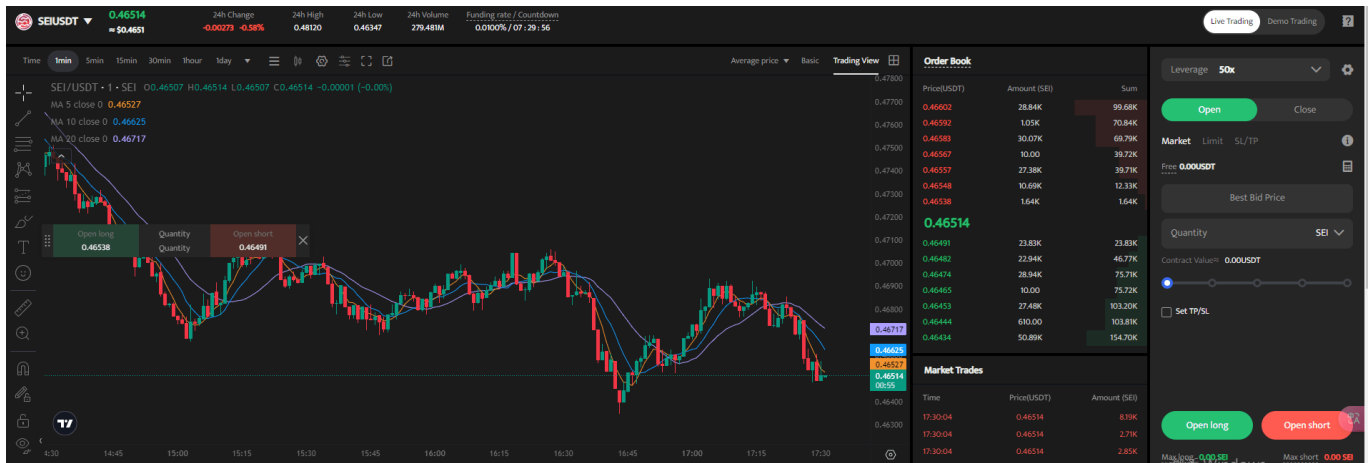 SEIUSDT
0.46514
≈ $0.4651
24h Change
-0.00273 -0.58%
24h High
0.48120
24h Low
0.46347
24h Volume
279.481M
Funding rate / Countdown
0.0100% / 07 : 29 : 56
Live Trading Demo Trading
Time 1min 5min 15min 30min 1hour 1day
Average price Basic Trading View
SEI/USDT • 1 • SEI O0.46507 H0.46514 L0.46507 C0.46514 -0.00001 (-0.00%)
MA 5 close 0 0.46527
MA 10 close 0 0.46625
MA 20 close 0 0.46717
Open long
0.46538
Quantity
Quantity
Open short
0.46491
0.47800
0.47700
0.47600
0.47500
0.47400
0.47300
0.47200
0.47100
0.47000
0.46900
0.46800
0.46717
0.46625
0.46527
0.46514
00:55
0.46400
0.46300
4:30 14:45 15:00 15:15 15:30 15:45 16:00 16:15 16:30 16:45 17:00 17:15 17:30
Order Book
Price(USDT) Amount (SEI) Sum
0.46602 28.84K 99.68K
0.46592 1.05K 70.84K
0.46583 30.07K 69.79K
0.46567 10.00 39.72K
0.46557 27.38K 39.71K
0.46548 10.69K 12.33K
0.46538 1.64K 1.64K
0.46514
0.46491 23.83K 23.83K
0.46482 22.94K 46.77K
0.46474 28.94K 75.71K
0.46465 10.00 75.72K
0.46453 27.48K 103.20K
0.46444 610.00 103.81K
0.46434 50.89K 154.70K
Market Trades
Time Price(USDT) Amount (SEI)
17:30:04 0.46514 8.19K
17:30:04 0.46514 2.71K
17:30:04 0.46514 2.85K
Leverage 50x
Open Close
Market Limit SL/TP
Free 0.00USDT
Best Bid Price
Quantity SEI
Contract Value≈ 0.00USDT
Set TP/SL
Open long Open short
Max long 0.00 SEI Max short 0.00 SEI